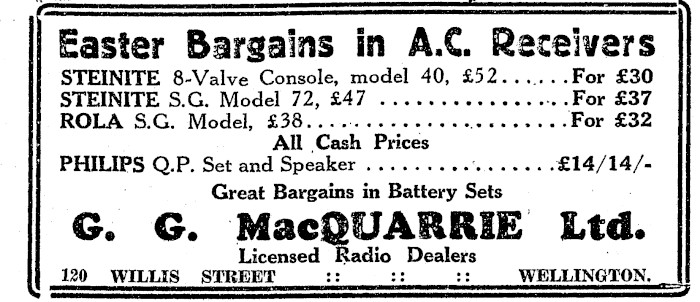 Easter Bargains in A.C. Receivers
STEINITE 8-Valve Console, model 40, £52......For £30
STEINITE S.G. Model 72, £47 ................For £37
ROLA S.G. Model, £38......................For £32
All Cash Prices
PHILIPS Q.P. Set and Speaker ................£14/14/-
Great Bargains in Battery Sets
G. G. MacQUARRIE Ltd.
Licensed Radio Dealers
120 WILLIS STREET :: :: :: WELLINGTON.